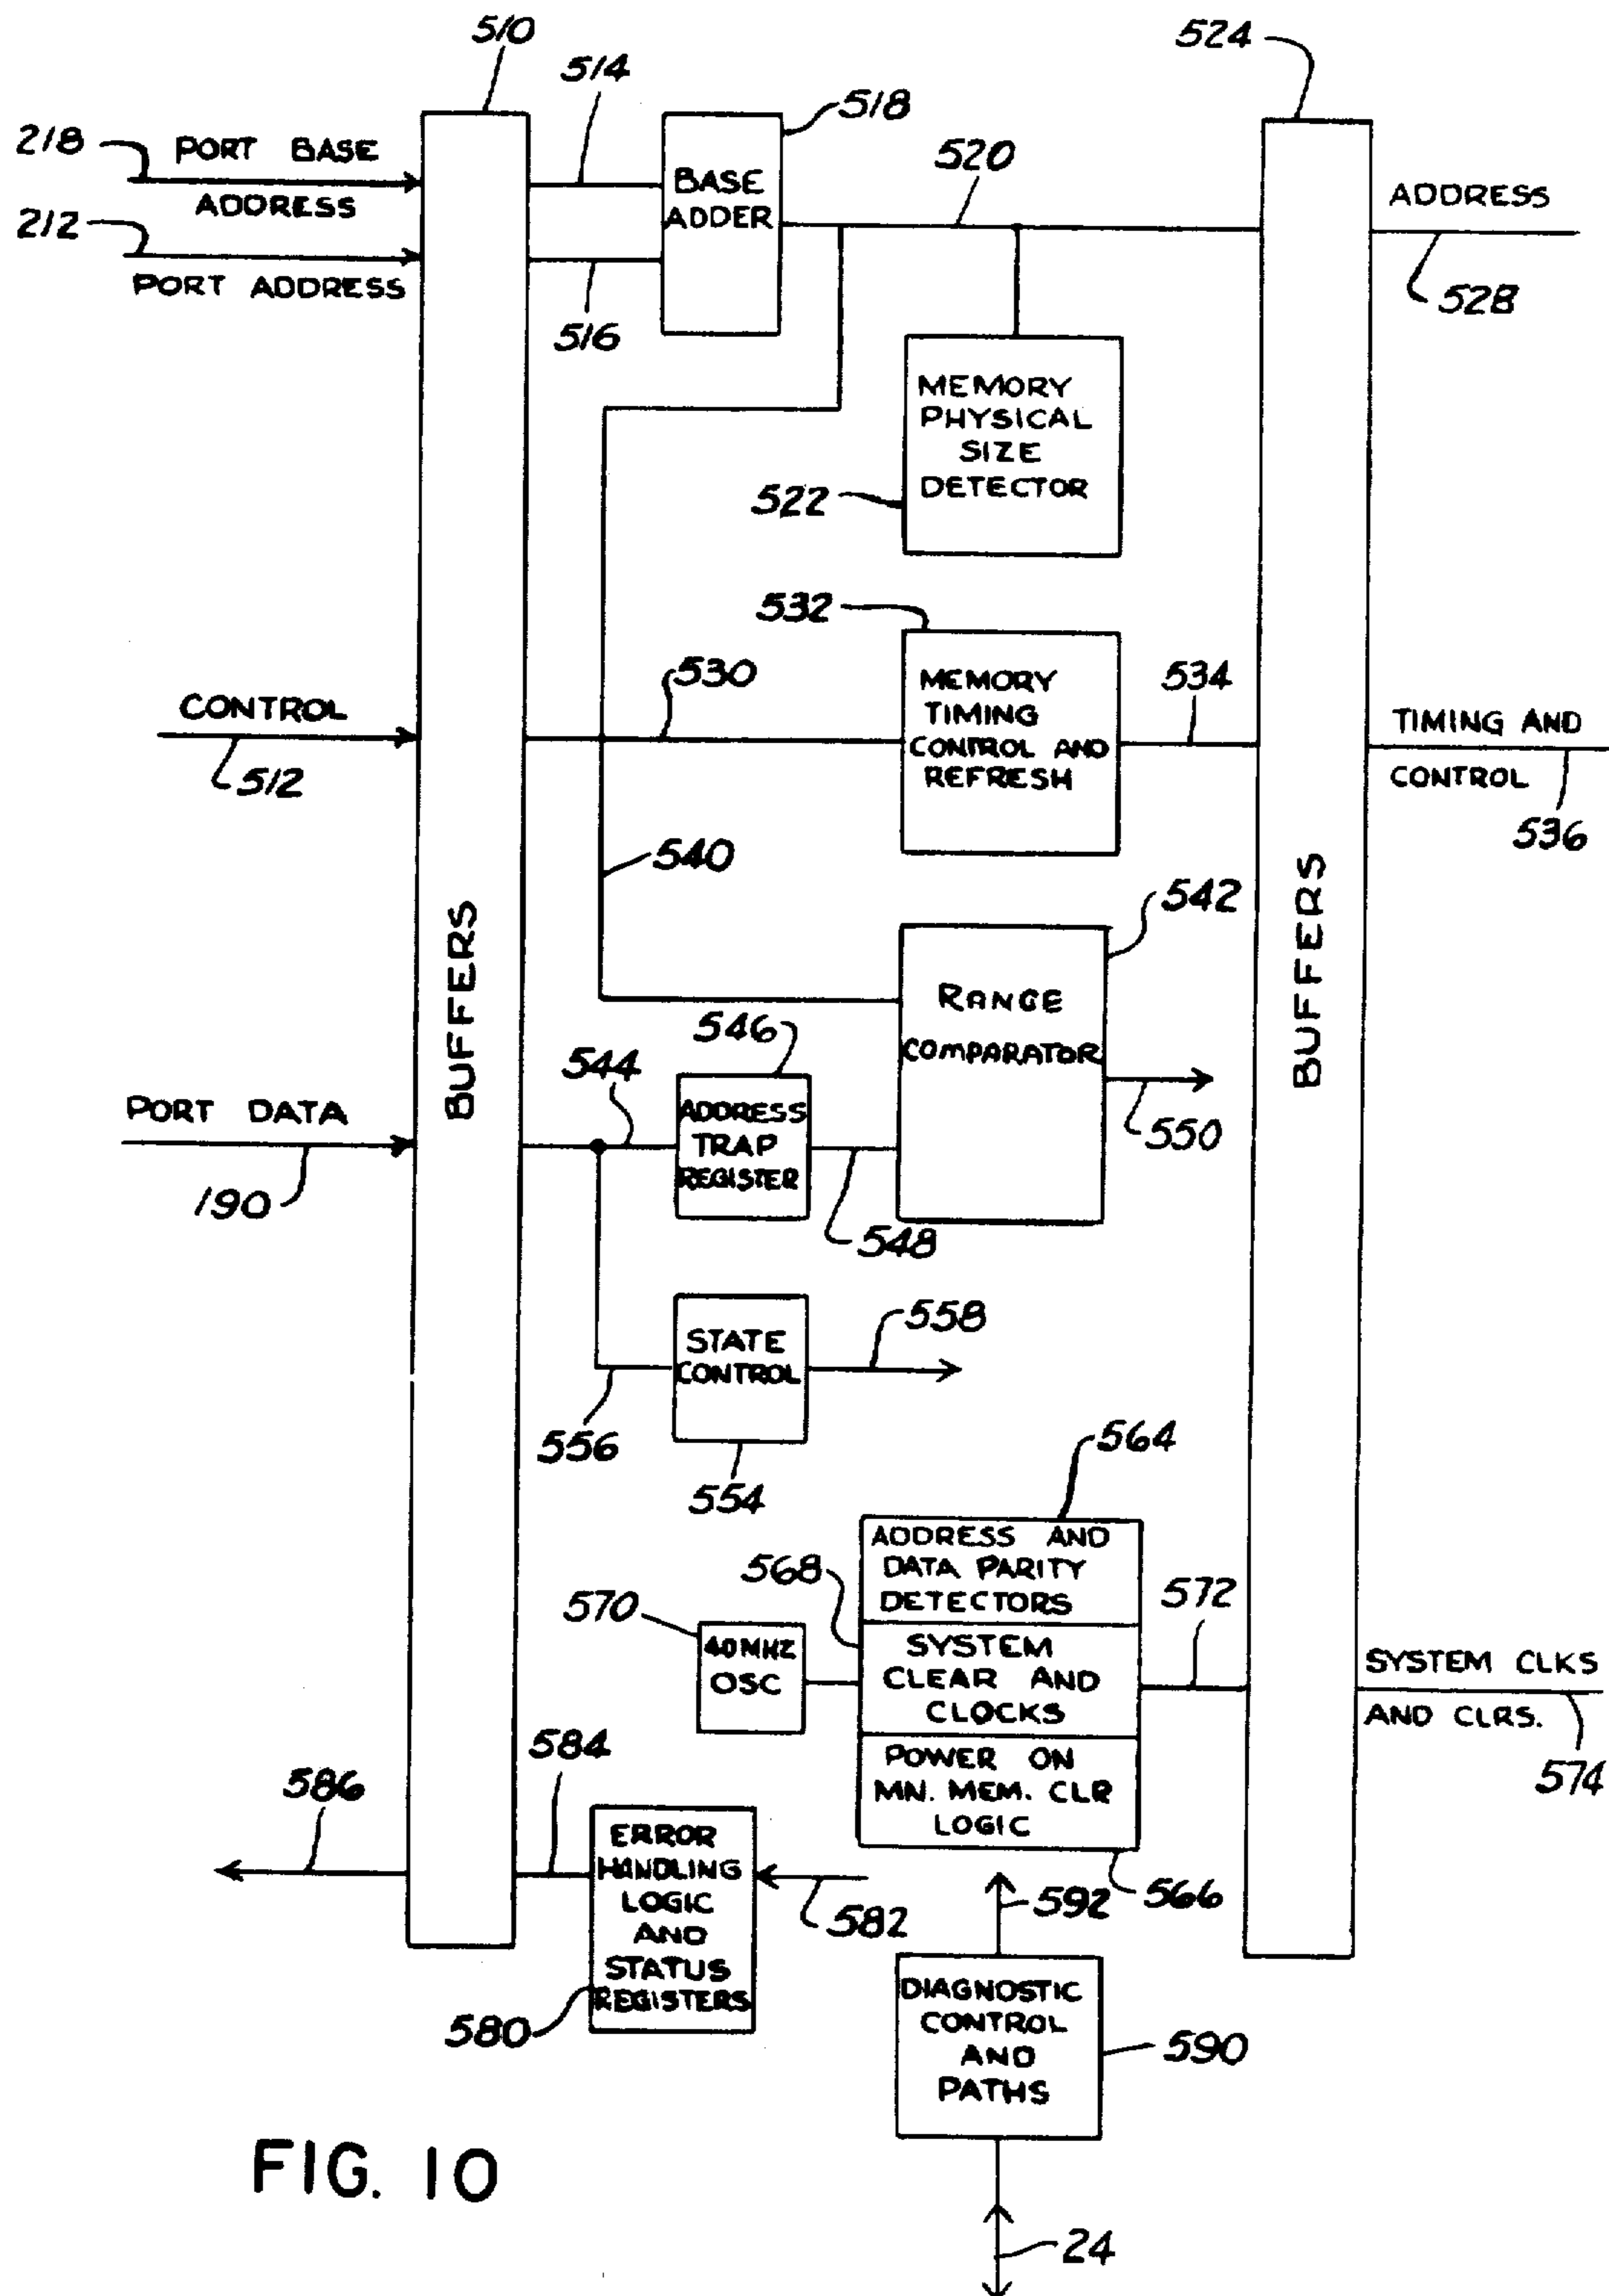 510
514
518
524
218
PORT BASE
ADDRESS
212
PORT ADDRESS
516
BASE
ADDER
520
ADDRESS
528
MEMORY
PHYSICAL
SIZE
DETECTOR
522
532
CONTROL
512
530
MEMORY
TIMING
CONTROL AND
REFRESH
534
TIMING AND
CONTROL
536
540
542
BUFFERS
BUFFERS
RANGE
COMPARATOR
546
544
PORT DATA
190
ADDRESS
TRAP
REGISTER
548
550
STATE
CONTROL
558
556
554
564
ADDRESS AND
DATA PARITY
DETECTORS
568
570
40 MHZ
OSC
SYSTEM
CLEAR AND
CLOCKS
572
SYSTEM CLKS
AND CLRS.
574
POWER ON
MN. MEM. CLR
LOGIC
566
584
586
ERROR
HANDLING
LOGIC
AND
STATUS
REGISTERS
580
582
592
DIAGNOSTIC
CONTROL
AND
PATHS
590
24
FIG. 10